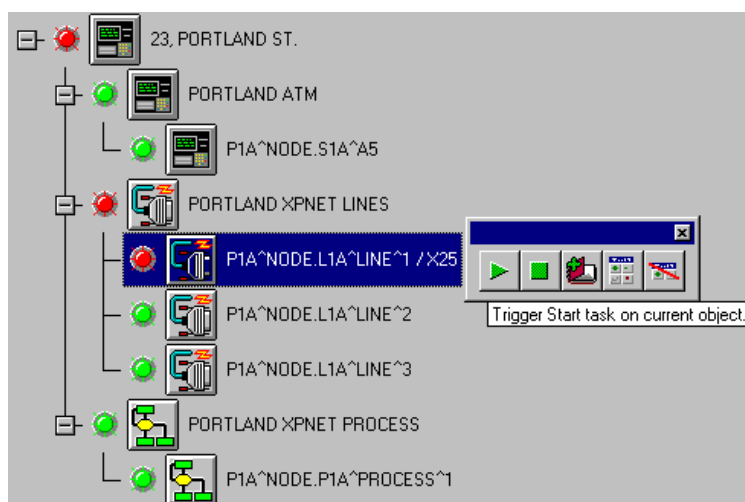 23, PORTLAND ST.
PORTLAND ATM
P1A^NODE.S1A^A5
PORTLAND XPNET LINES
P1A^NODE.L1A^LINE^1 / X25
Trigger Start task on current object.
P1A^NODE.L1A^LINE^2
P1A^NODE.L1A^LINE^3
PORTLAND XPNET PROCESS
P1A^NODE.P1A^PROCESS^1